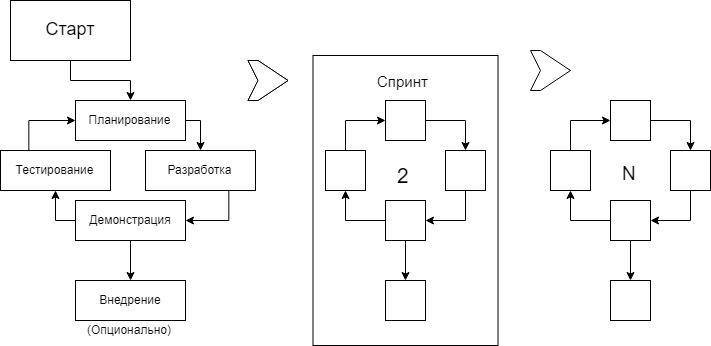 Старт
Планирование
Тестирование
Разработка
Демонстрация
Внедрение
(Опционально)
Спринт
2
N